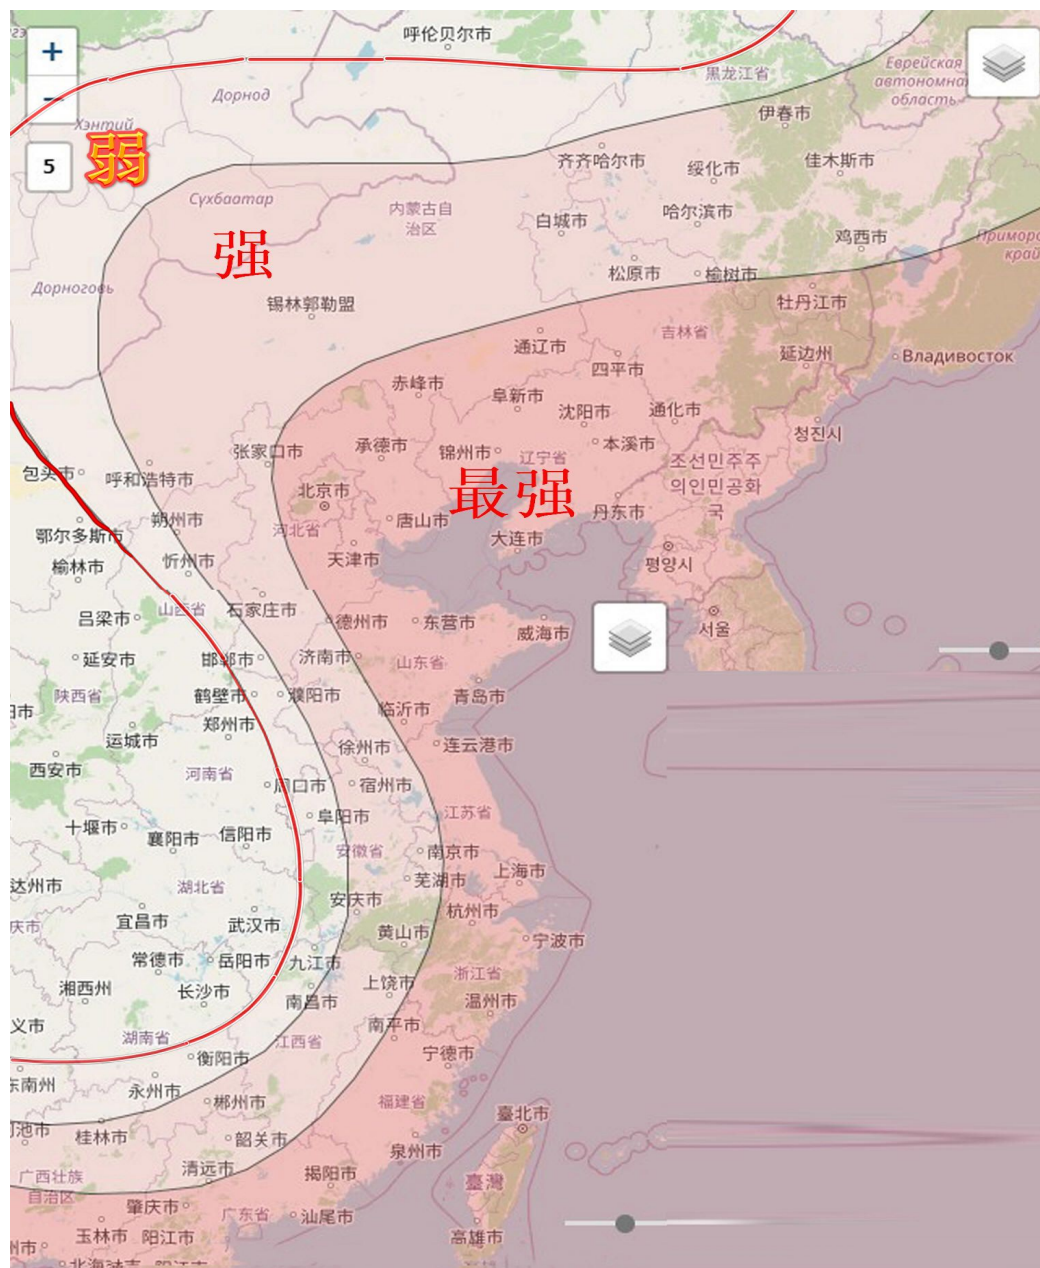 呼伦贝尔市
+
−
黑龙江省
Еврейская
автономна
область
Дорнод
Хэнтий
弱
5
伊春市
齐齐哈尔市
绥化市
佳木斯市
Сүхбаатар
内蒙古自
治区
白城市
哈尔滨市
鸡西市
强
Приморс
край
松原市
榆树市
Дорноговь
锡林郭勒盟
牡丹江市
吉林省
通辽市
延边州
Владивосток
四平市
赤峰市
阜新市
沈阳市
通化市
청진시
张家口市
承德市
锦州市
本溪市
辽宁省
조선민주주
의인민공화
국
包头市
呼和浩特市
北京市
最强
朔州市
河北省
唐山市
丹东市
鄂尔多斯市
大连市
榆林市
忻州市
天津市
평양시
吕梁市
山西省
石家庄市
德州市
东营市
威海市
서울
延安市
邯郸市
济南市
山东省
陕西省
鹤壁市
濮阳市
青岛市
阳市
郑州市
临沂市
运城市
徐州市
连云港市
西安市
河南省
周口市
宿州市
十堰市
襄阳市
信阳市
阜阳市
江苏省
安徽省
南京市
达州市
湖北省
芜湖市
上海市
安庆市
庆市
宜昌市
武汉市
杭州市
黄山市
宁波市
常德市
岳阳市
九江市
浙江省
湘西州
长沙市
南昌市
上饶市
温州市
义市
湖南省
江西省
南平市
衡阳市
宁德市
东南州
永州市
郴州市
福建省
臺北市
河池市
桂林市
韶关市
泉州市
广西壮族
自治区
清远市
揭阳市
臺灣
肇庆市
广东省
汕尾市
州市
玉林市
阳江市
高雄市
北海市